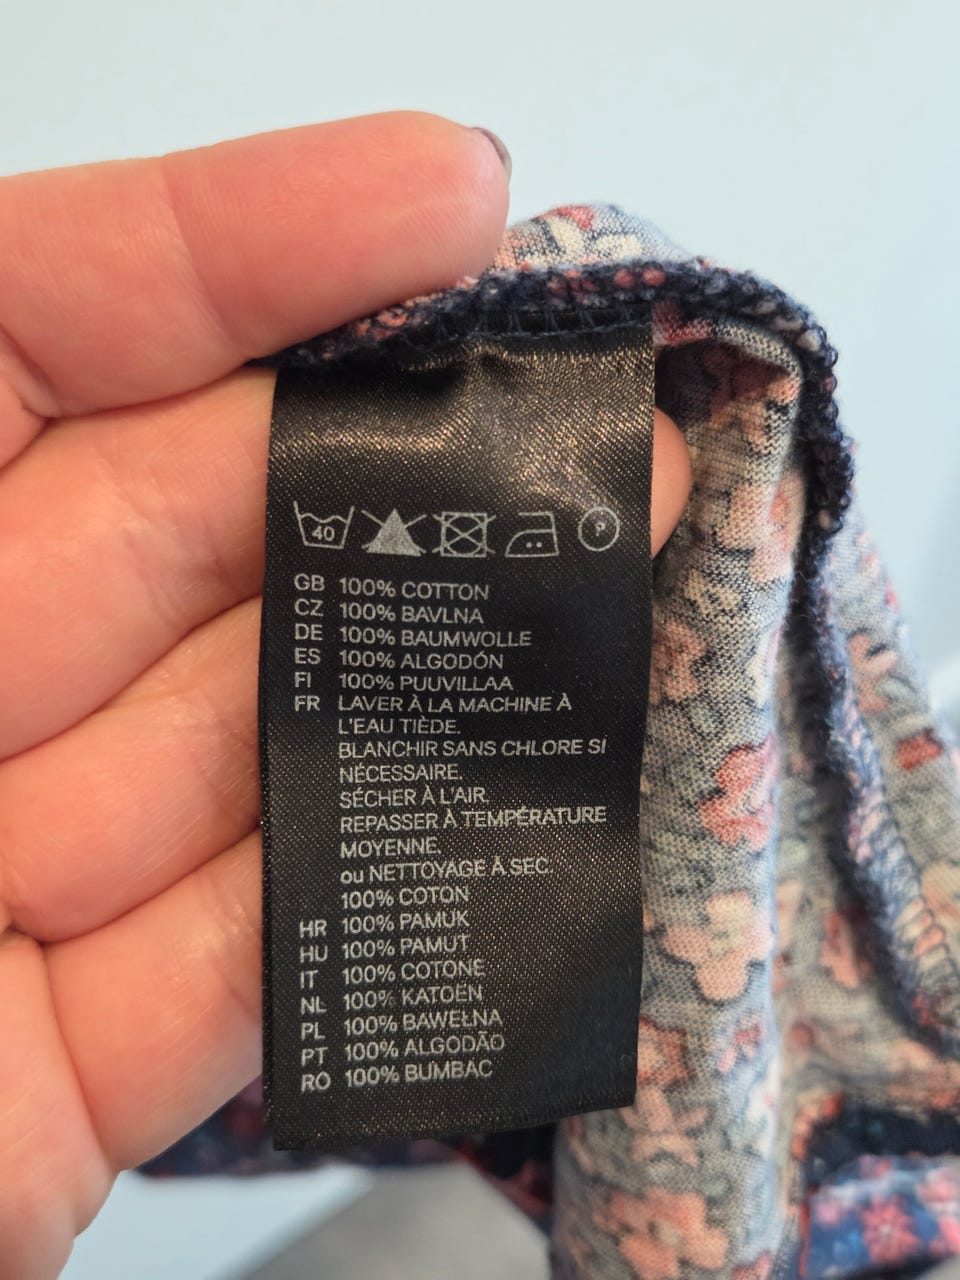 40 P
GB 100% COTTON
CZ 100% BAVLNA
DE 100% BAUMWOLLE
ES 100% ALGODÓN
FI 100% PUUVILLAA
FR LAVER À LA MACHINE À
L'EAU TIÈDE.
BLANCHIR SANS CHLORE SI
NÉCESSAIRE.
SÉCHER À L'AIR.
REPASSER À TEMPÉRATURE
MOYENNE.
ou NETTOYAGE À SEC.
100% COTON
HR 100% PAMUK
HU 100% PAMUT
IT 100% COTONE
NL 100% KATOEN
PL 100% BAWEŁNA
PT 100% ALGODÃO
RO 100% BUMBAC